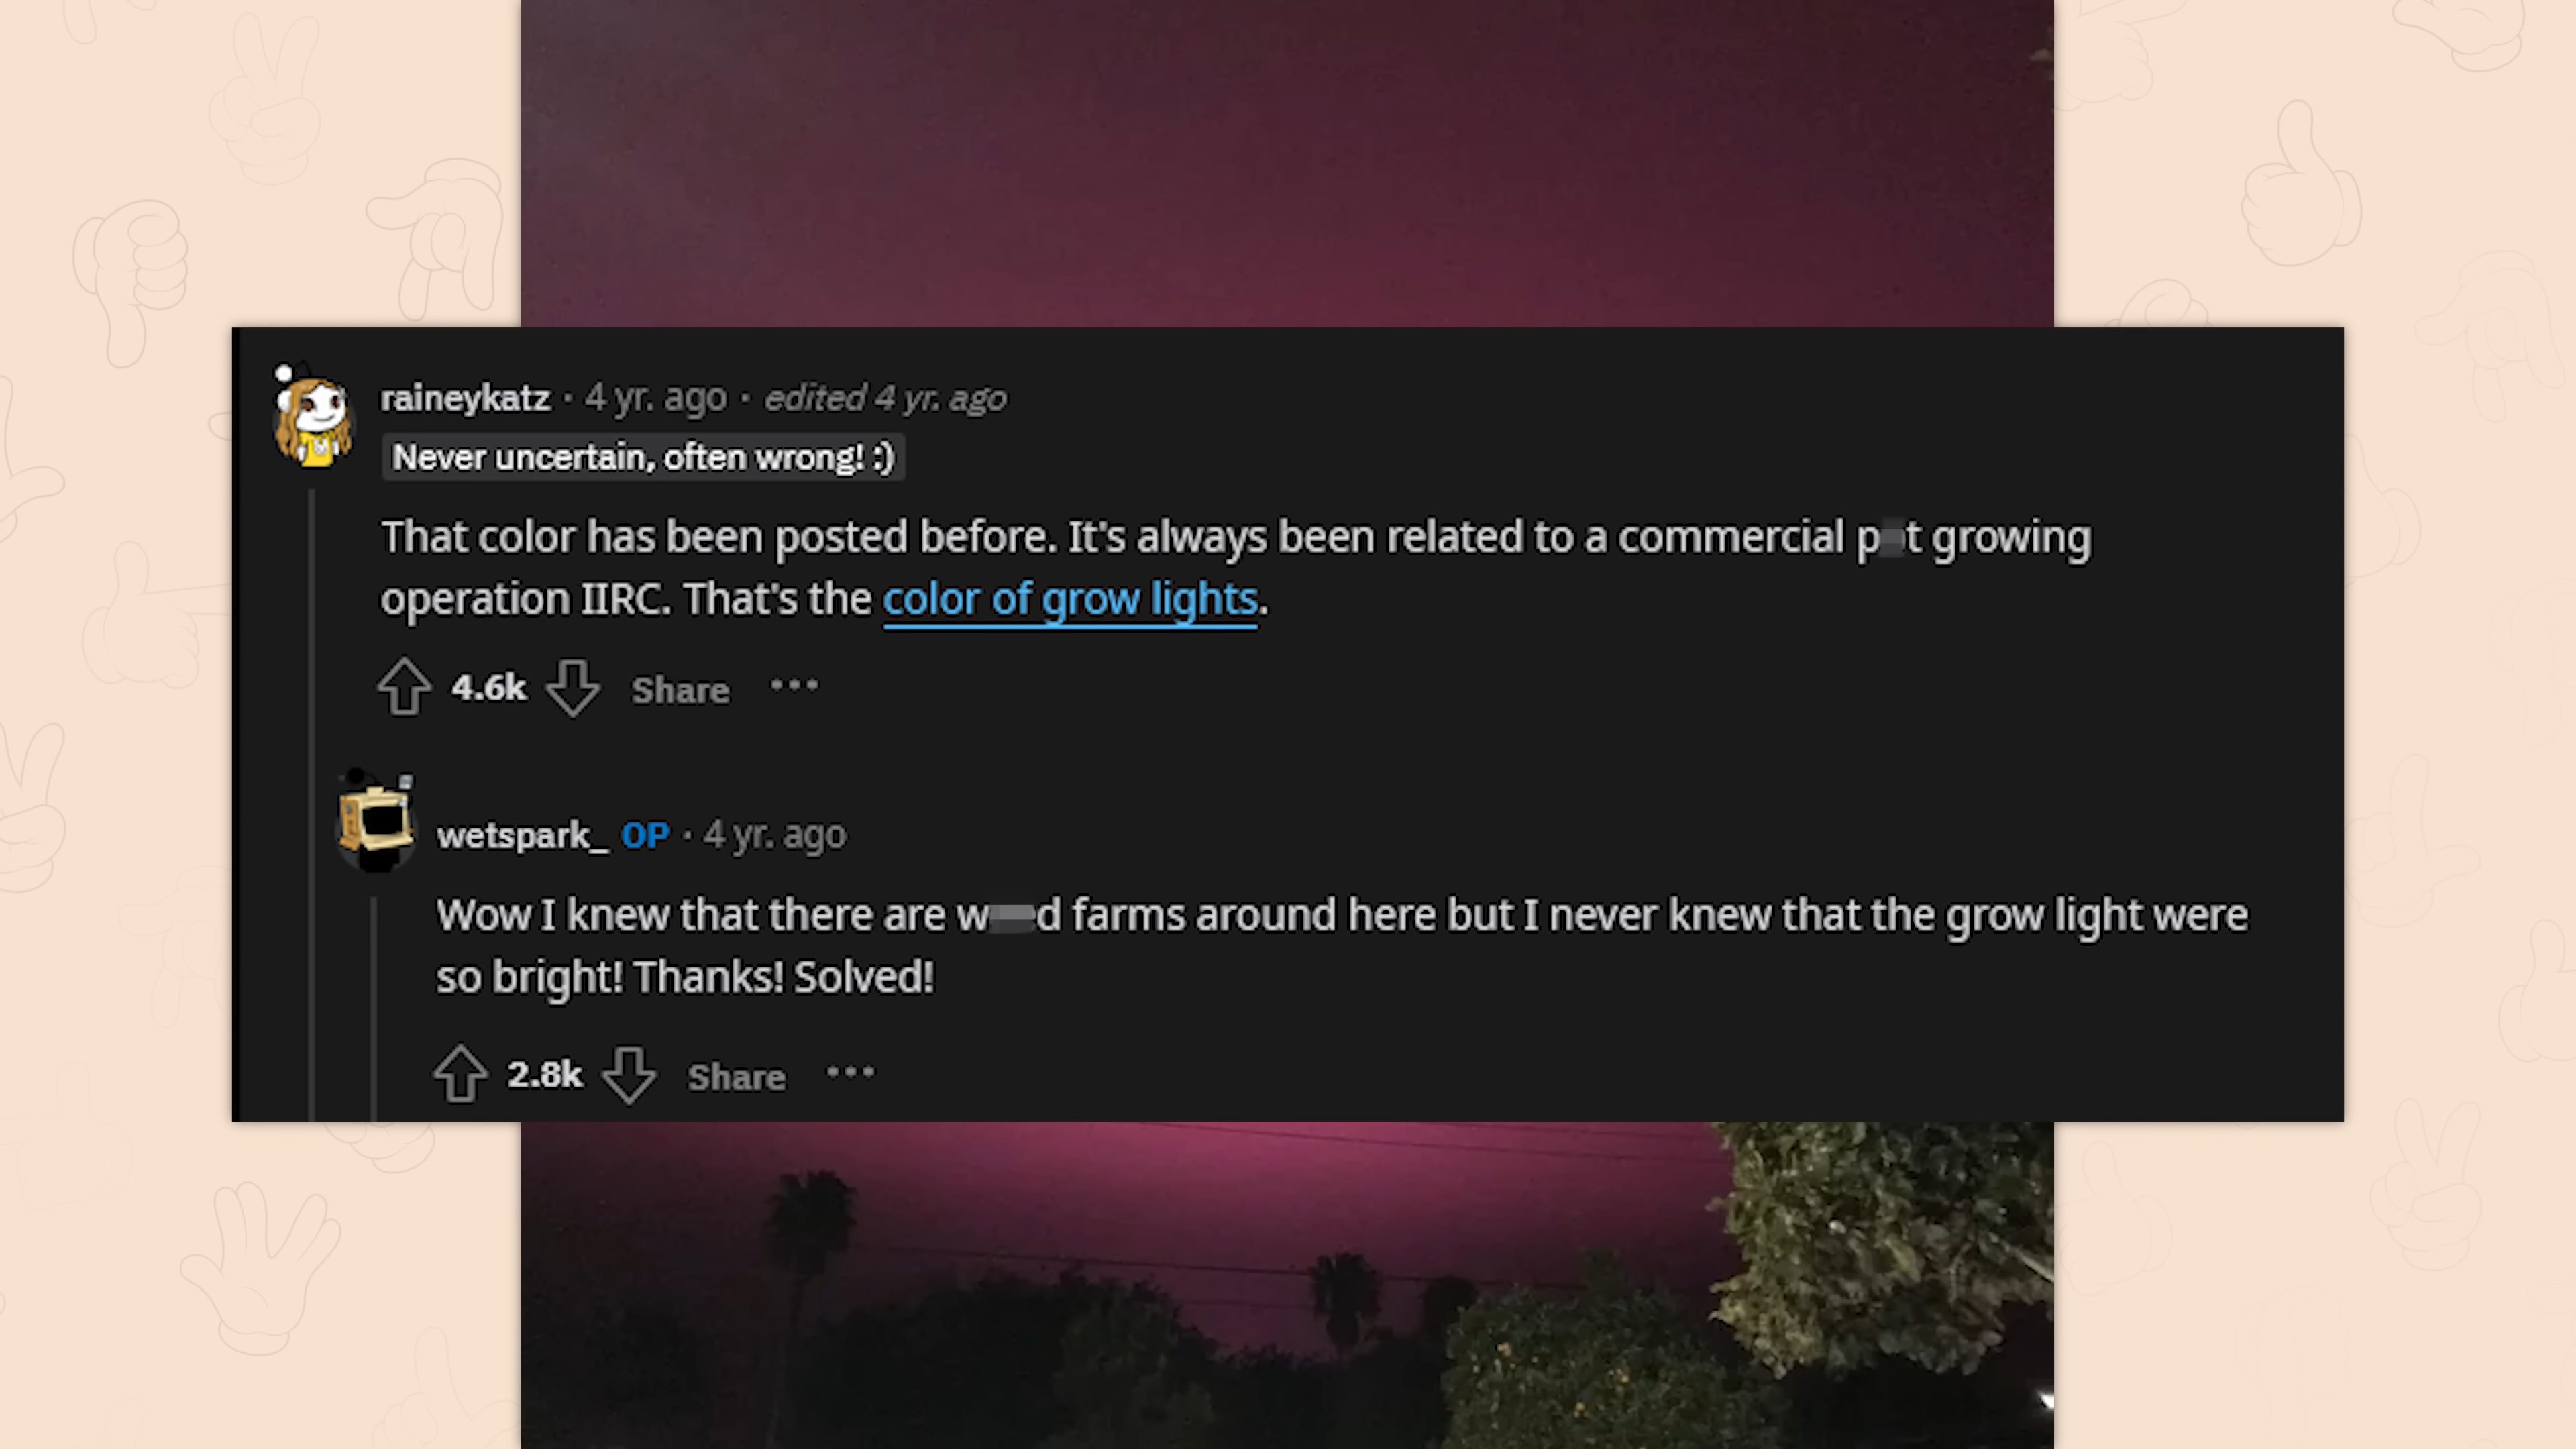 raineykatz · 4 yr. ago · edited 4 yr. ago
Never uncertain, often wrong! :)
That color has been posted before. It's always been related to a commercial p t growing
operation IIRC. That's the color of grow lights.
4.6k Share ···
wetspark_ OP · 4 yr. ago
Wow I knew that there are w d farms around here but I never knew that the grow light were
so bright! Thanks! Solved!
2.8k Share ···